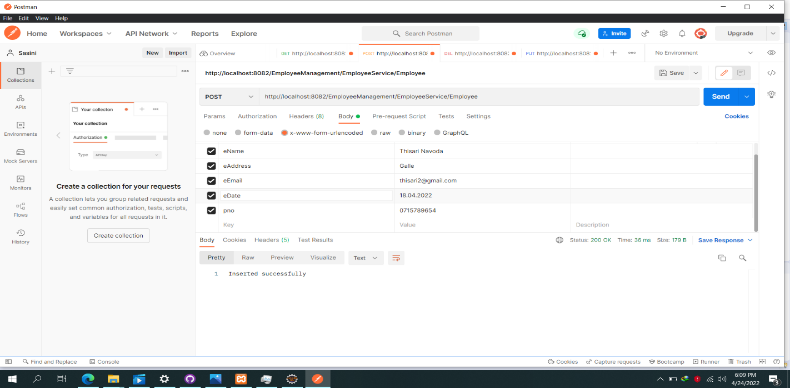 Postman
File Edit View Help
Home Workspaces API Network Reports Explore
Search Postman
Invite
Upgrade
Sasini
New Import
Overview
GET http://localhost:808
POST http://localhost:808
DEL http://localhost:808
PUT http://localhost:808
No Environment
Collections
APIs
Environments
Mock Servers
Monitors
Flows
History
Your collection
Your collection
Authorization
Type
Create a collection for your requests
A collection lets you group related requests and
easily set common authorization, tests, scripts,
and variables for all requests in it.
Create collection
http://localhost:8082/EmployeeManagement/EmployeeService/Employee
Save
POST http://localhost:8082/EmployeeManagement/EmployeeService/Employee
Send
Params Authorization Headers (8) Body Pre-request Script Tests Settings
Cookies
none form-data x-www-form-urlencoded raw binary GraphQL
eName Thisari Navoda
eAddress Galle
eEmail thisari2@gmail.com
eDate 18.04.2022
pno 0715789654
Key Value Description
Body Cookies Headers (5) Test Results
Status: 200 OK Time: 36 ms Size: 179 B Save Response
Pretty Raw Preview Visualize Text
1 Inserted successfully
Find and Replace Console
Cookies Capture requests Bootcamp Runner Trash
6:09 PM
4/24/2022